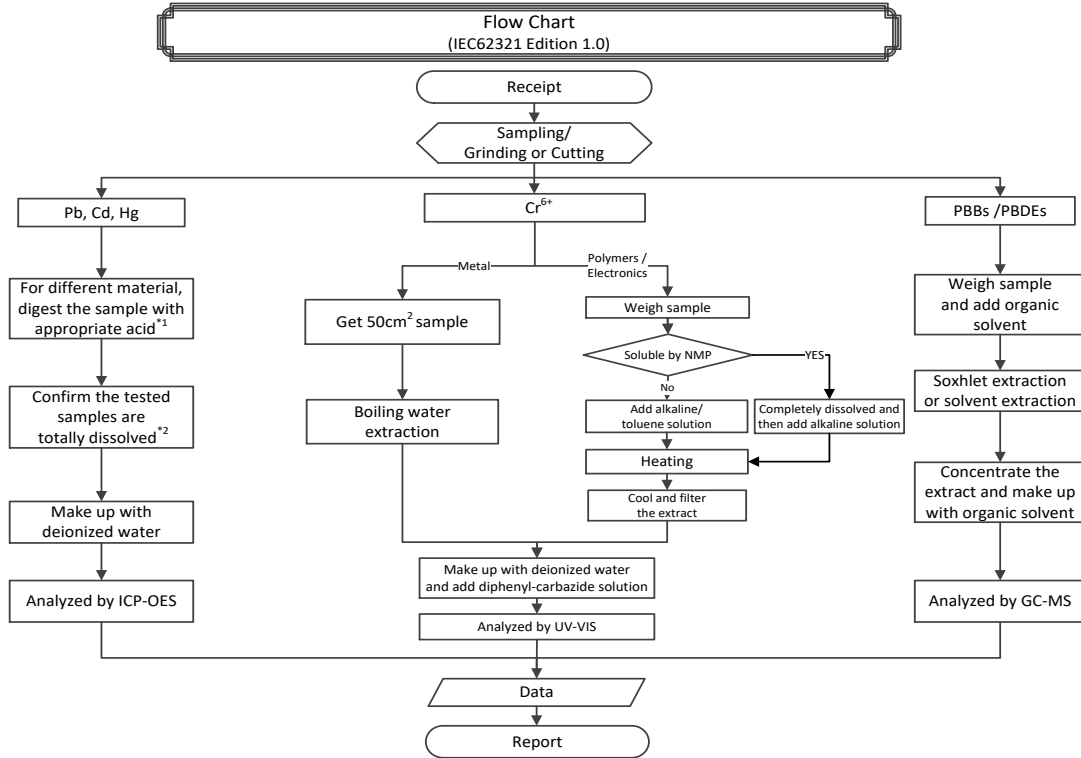 Flow Chart
(IEC62321 Edition 1.0)
Receipt
Sampling/
Grinding or Cutting
Pb, Cd, Hg
For different material,
digest the sample with
appropriate acid*1
Confirm the tested
samples are
totally dissolved*2
Make up with
deionized water
Analyzed by ICP-OES
Cr6+
Metal
Get 50cm2 sample
Boiling water
extraction
Polymers /
Electronics
Weigh sample
Soluble by NMP
YES
No
Add alkaline/
toluene solution
Completely dissolved and
then add alkaline solution
Heating
Cool and filter
the extract
Make up with deionized water
and add diphenyl-carbazide solution
Analyzed by UV-VIS
PBBs /PBDEs
Weigh sample
and add organic
solvent
Soxhlet extraction
or solvent extraction
Concentrate the
extract and make up
with organic solvent
Analyzed by GC-MS
Data
Report